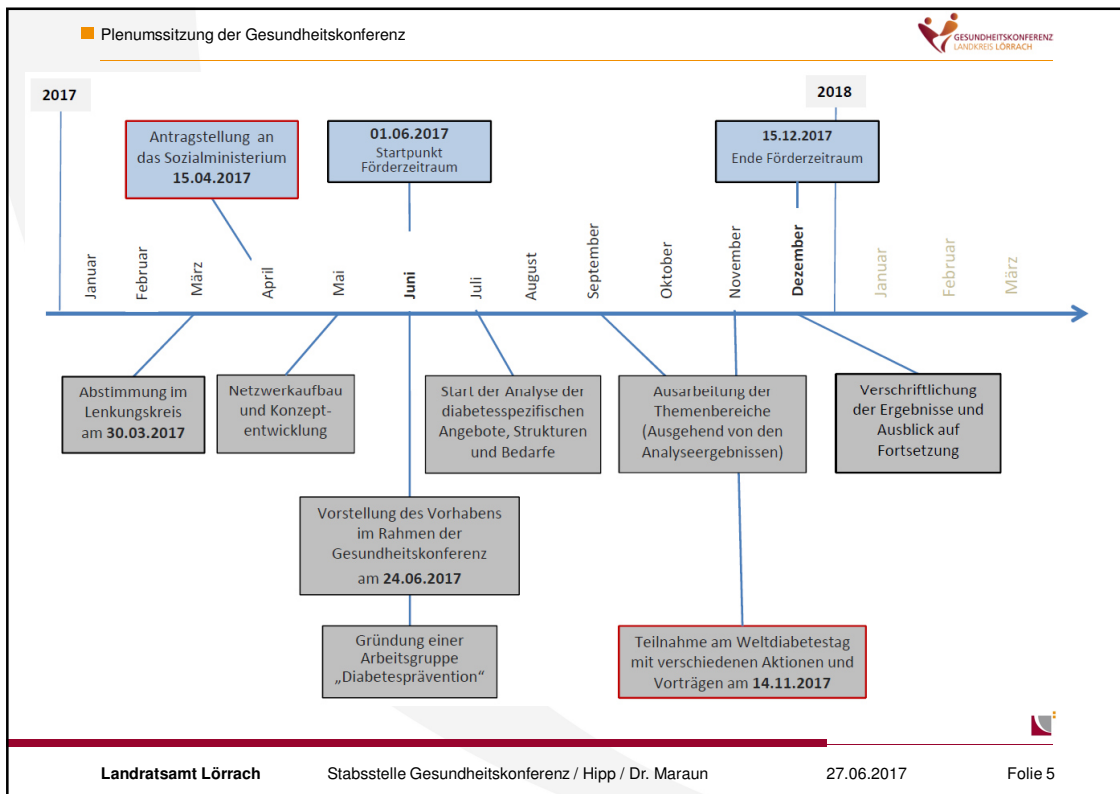 Plenumssitzung der Gesundheitskonferenz
GESUNDHEITSKONFERENZ
LANDKREIS LÖRRACH
2017
2018
Antragstellung an
das Sozialministerium
15.04.2017
01.06.2017
Startpunkt
Förderzeitraum
15.12.2017
Ende Förderzeitraum
Januar
Februar
März
April
Mai
Juni
Juli
August
September
Oktober
November
Dezember
Januar
Februar
März
Abstimmung im
Lenkungskreis
am 30.03.2017
Netzwerkaufbau
und Konzept-
entwicklung
Start der Analyse der
diabetesspezifischen
Angebote, Strukturen
und Bedarfe
Ausarbeitung der
Themenbereiche
(Ausgehend von den
Analyseergebnissen)
Verschriftlichung
der Ergebnisse und
Ausblick auf
Fortsetzung
Vorstellung des Vorhabens
im Rahmen der
Gesundheitskonferenz
am 24.06.2017
Gründung einer
Arbeitsgruppe
„Diabetesprävention“
Teilnahme am Weltdiabetestag
mit verschiedenen Aktionen und
Vorträgen am 14.11.2017
Landratsamt Lörrach Stabsstelle Gesundheitskonferenz / Hipp / Dr. Maraun 27.06.2017 Folie 5